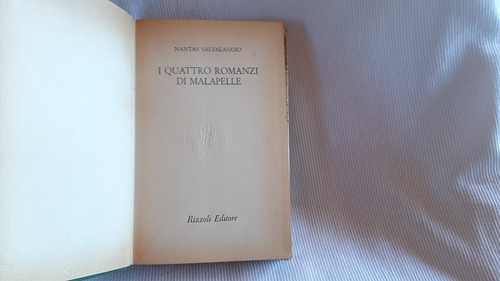 NANTAS SALVALAGGIO
I QUATTRO ROMANZI
DI MALAPELLE
Rizzoli Editore